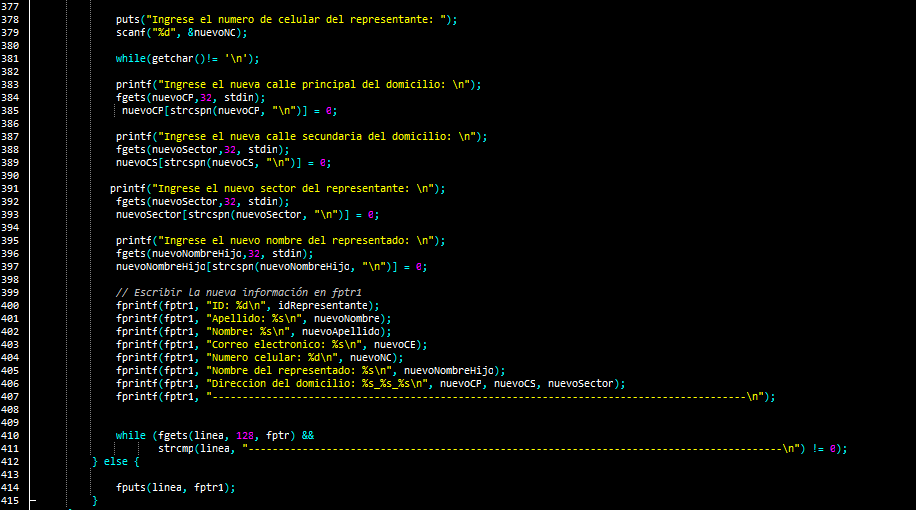 377
378 puts("Ingrese el numero de celular del representante: ");
379 scanf("%d", &nuevoNC);
380
381 while(getchar()!= '\n');
382
383 printf("Ingrese el nueva calle principal del domicilio: \n");
384 fgets(nuevoCP,32, stdin);
385 nuevoCP[strcspn(nuevoCP, "\n")] = 0;
386
387 printf("Ingrese el nueva calle secundaria del domicilio: \n");
388 fgets(nuevoSector,32, stdin);
389 nuevoCS[strcspn(nuevoCS, "\n")] = 0;
390
391 printf("Ingrese el nuevo sector del representante: \n");
392 fgets(nuevoSector,32, stdin);
393 nuevoSector[strcspn(nuevoSector, "\n")] = 0;
394
395 printf("Ingrese el nuevo nombre del representado: \n");
396 fgets(nuevoNombreHijo,32, stdin);
397 nuevoNombreHijo[strcspn(nuevoNombreHijo, "\n")] = 0;
398
399 // Escribir la nueva información en fptr1
400 fprintf(fptr1, "ID: %d\n", idRepresentante);
401 fprintf(fptr1, "Apellido: %s\n", nuevoNombre);
402 fprintf(fptr1, "Nombre: %s\n", nuevoApellido);
403 fprintf(fptr1, "Correo electronico: %s\n", nuevoCE);
404 fprintf(fptr1, "Numero celular: %d\n", nuevoNC);
405 fprintf(fptr1, "Nombre del representado: %s\n", nuevoNombreHijo);
406 fprintf(fptr1, "Direccion del domicilio: %s_%s_%s\n", nuevoCP, nuevoCS, nuevoSector);
407 fprintf(fptr1, "-----------------------------------------------------------------------------------------\n");
408
409
410 while (fgets(linea, 128, fptr) &&
411 strcmp(linea, "-----------------------------------------------------------------------------------------\n") != 0);
412 } else {
413
414 fputs(linea, fptr1);
415 }